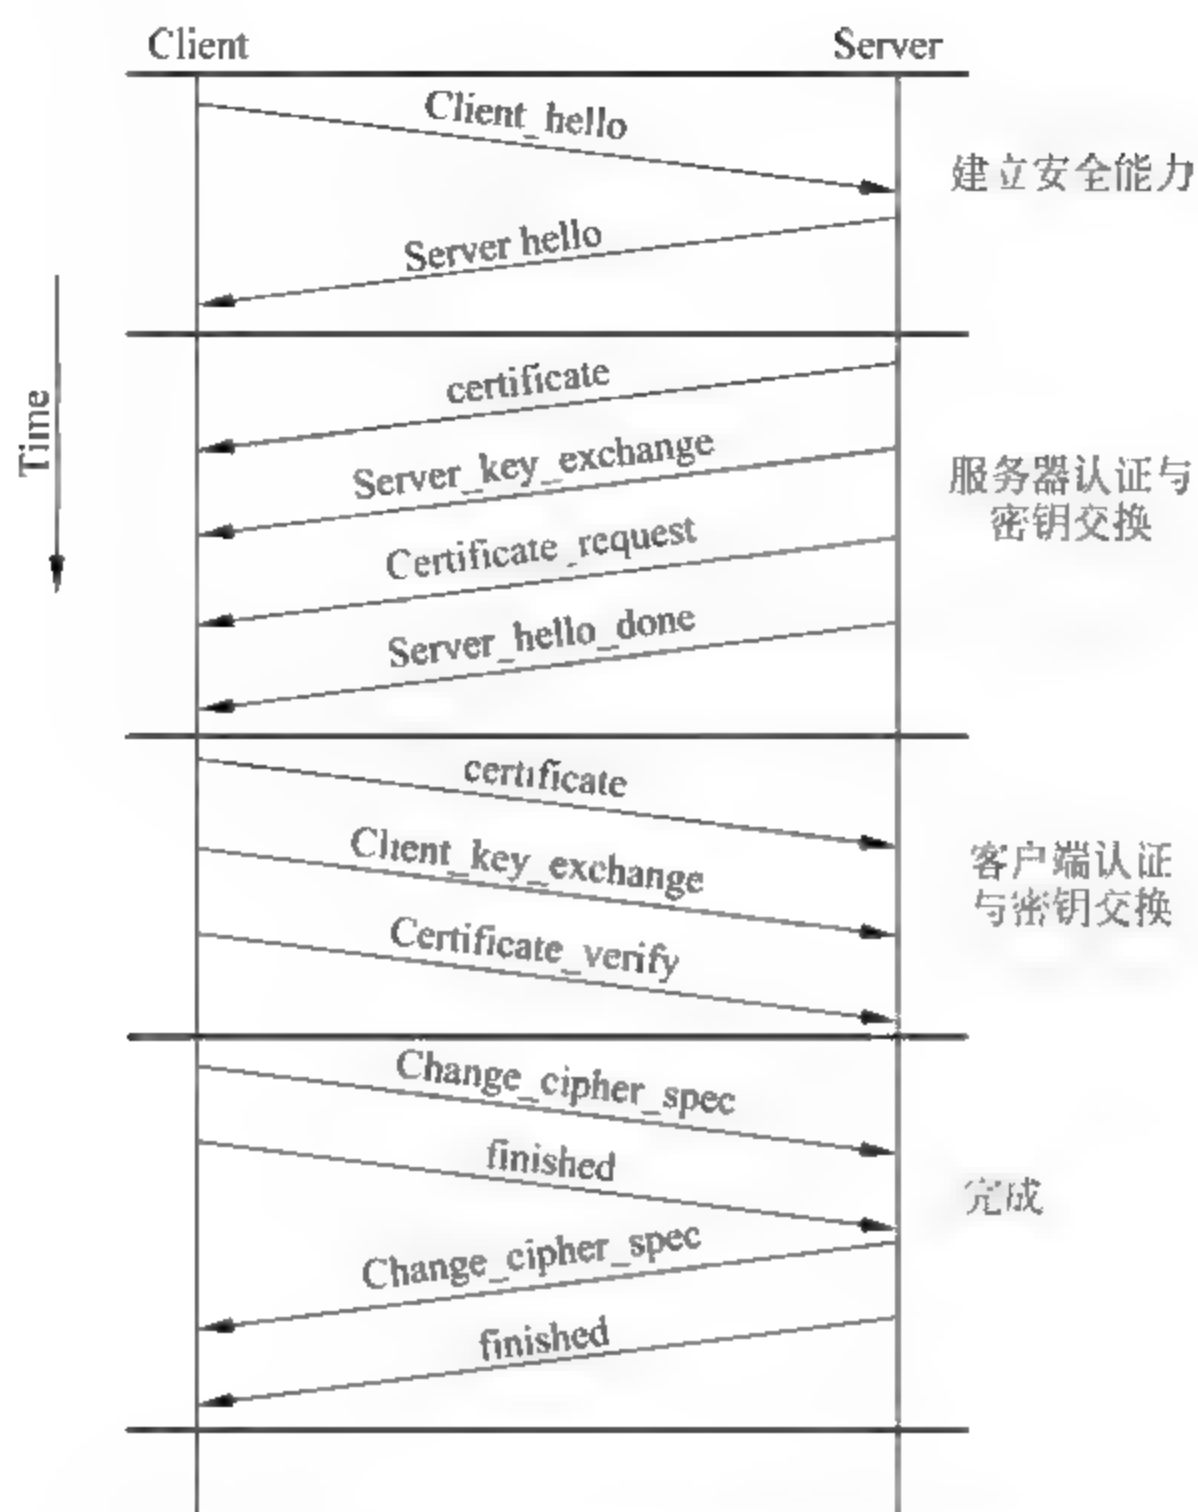 Client
Server
Client_hello
建立安全能力
Server hello
Time
certificate
Server_key_exchange
服务器认证与
密钥交换
Certificate_request
Server_hello_done
certificate
Client_key_exchange
客户端认证
与密钥交换
Certificate_verify
Change_cipher_spec
finished
完成
Change_cipher_spec
finished